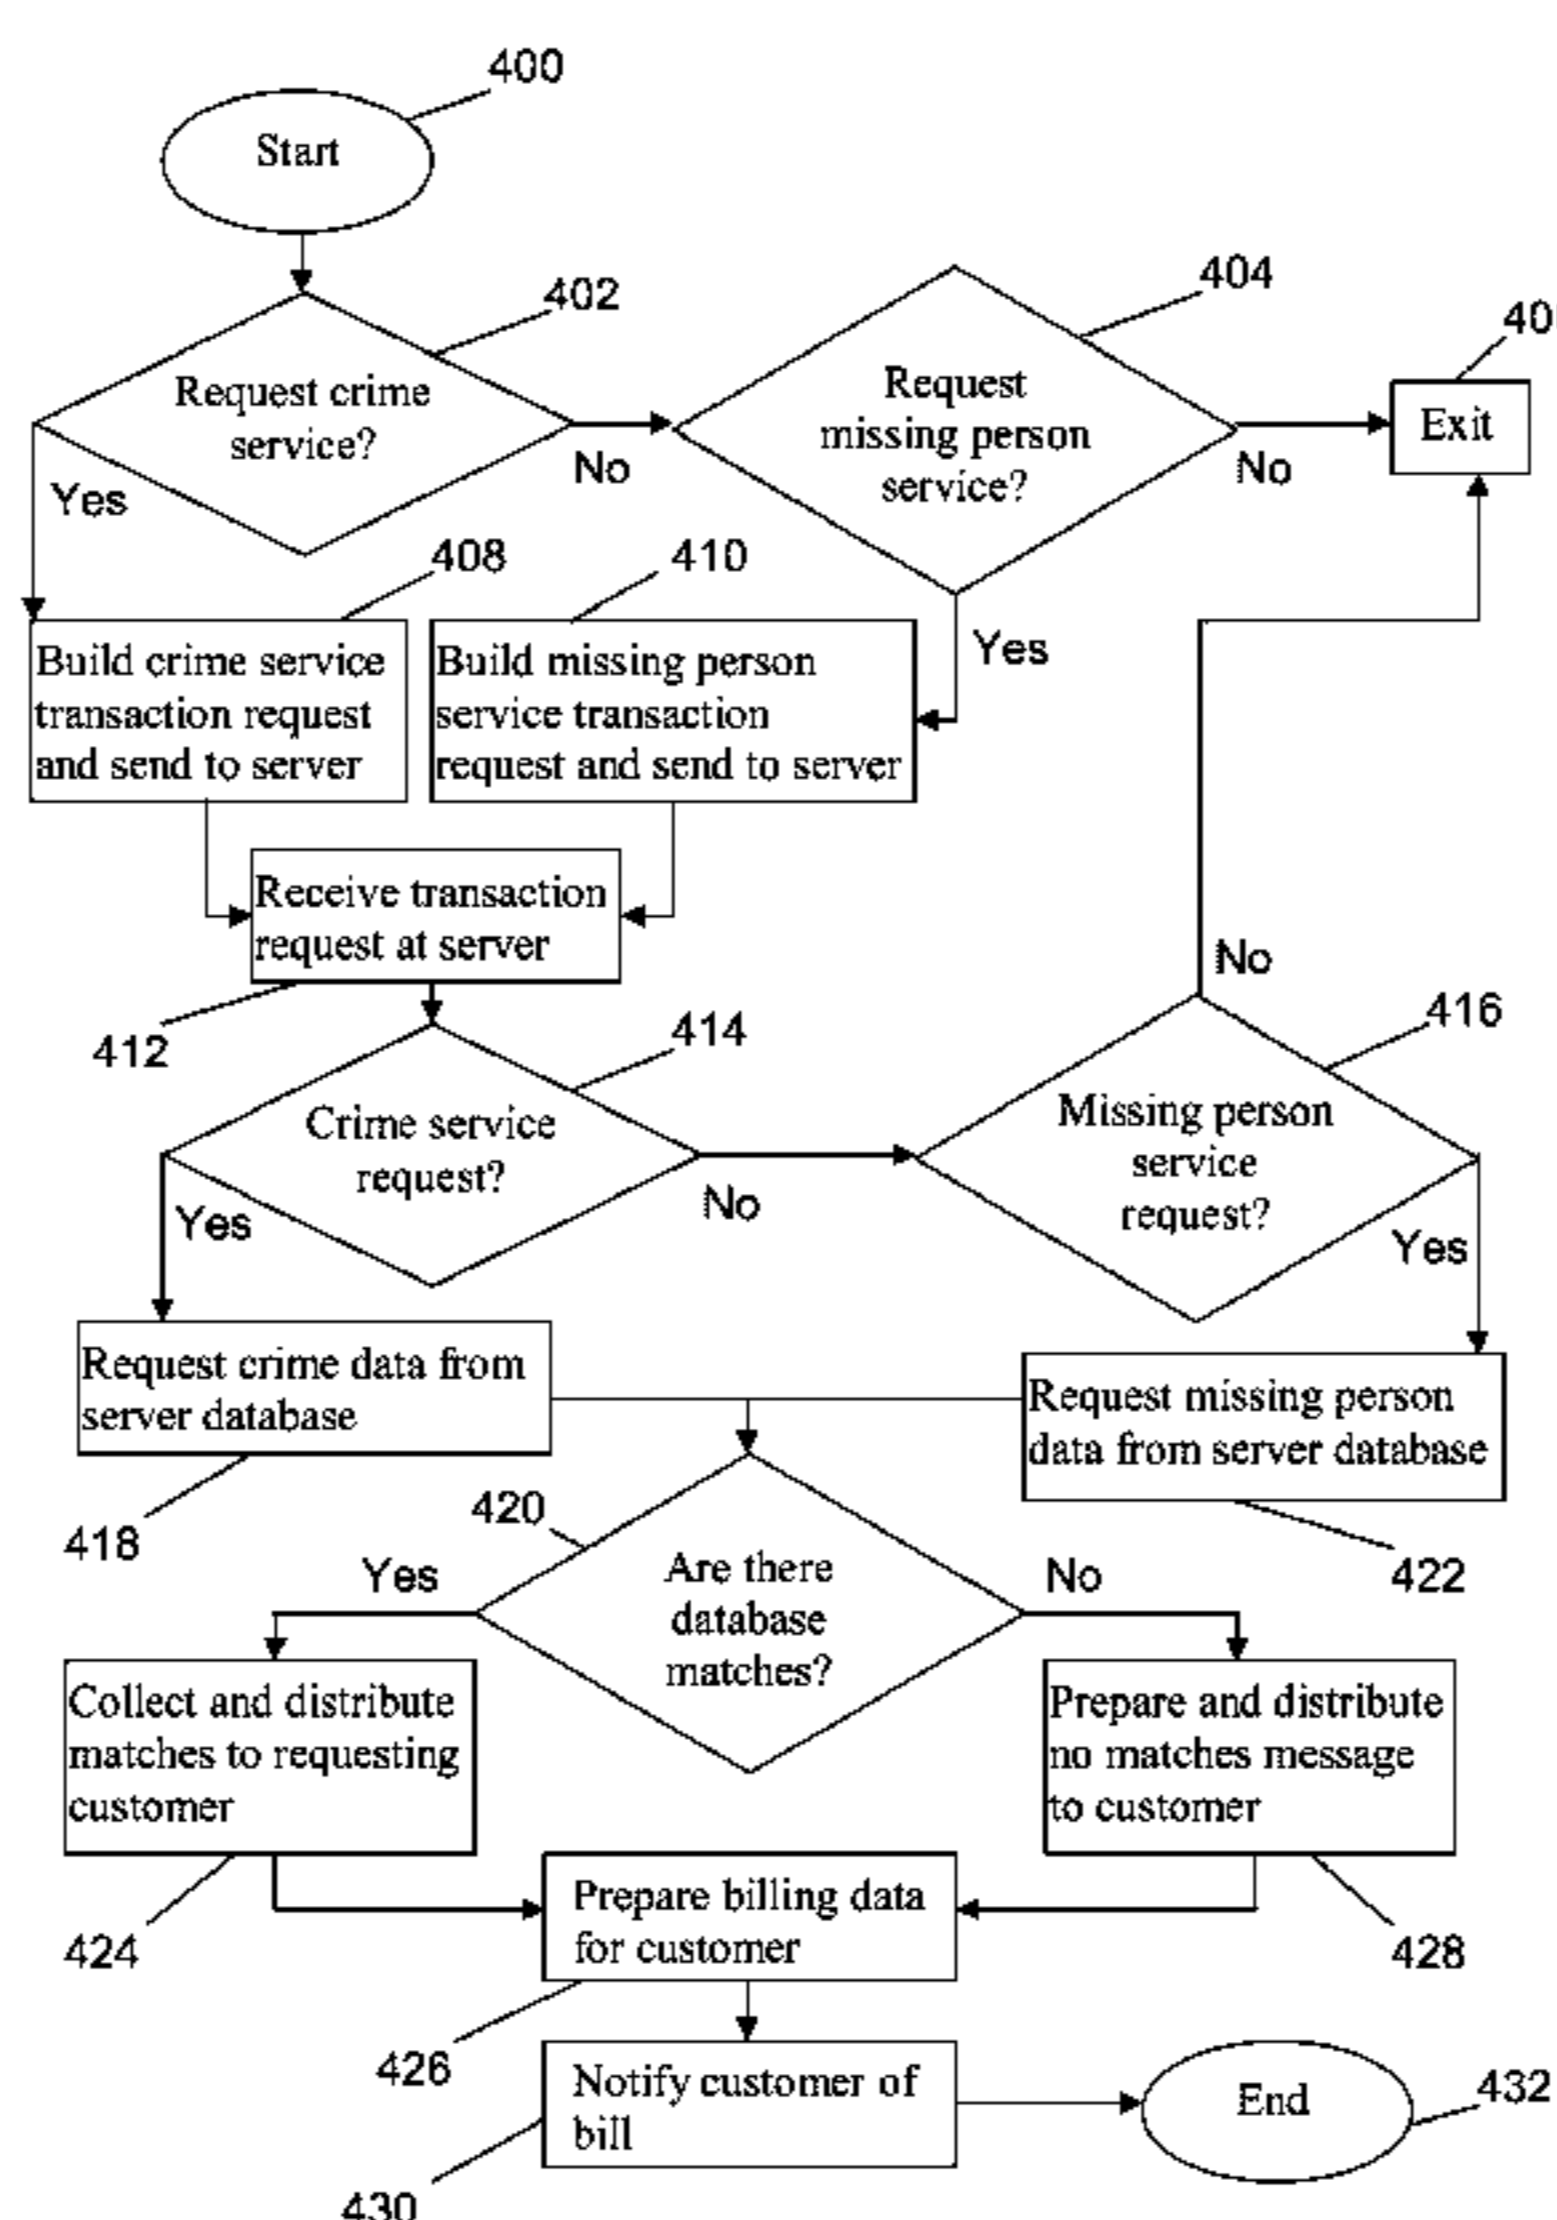 400
Start
402
404
Request crime
service?
Request
missing person
service?
Exit
No
No
Yes
408
410
Build crime service
transaction request
and send to server
Build missing person
service transaction
request and send to server
Yes
Receive transaction
request at server
No
412
414
416
Crime service
request?
Missing person
service
request?
No
Yes
Yes
Request crime data from
server database
Request missing person
data from server database
418
420
422
Yes
No
Are there
database
matches?
Collect and distribute
matches to requesting
customer
Prepare and distribute
no matches message
to customer
Prepare billing data
for customer
424
428
426
Notify customer of
bill
End
432
430